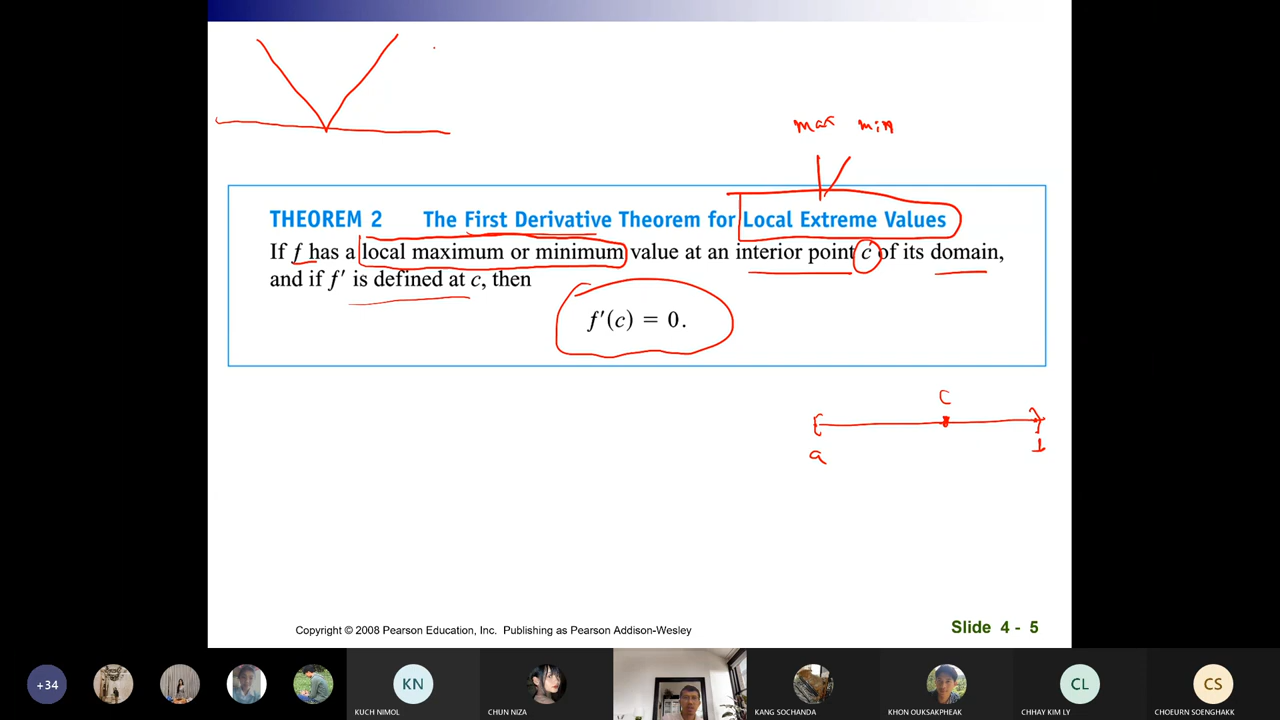 max min
THEOREM 2 The First Derivative Theorem for Local Extreme Values
If f has a local maximum or minimum value at an interior point c of its domain,
and if f′ is defined at c, then
f′(c) = 0.
c
a
Copyright © 2008 Pearson Education, Inc. Publishing as Pearson Addison-Wesley
Slide 4 - 5
+34
KN
CL
CS
KUCH NIMOL
CHUN NIZA
KANG SOCHANDA
KHON OUKSAKPHEAK
CHHAY KIM LY
CHOEURN SOENGHAKK